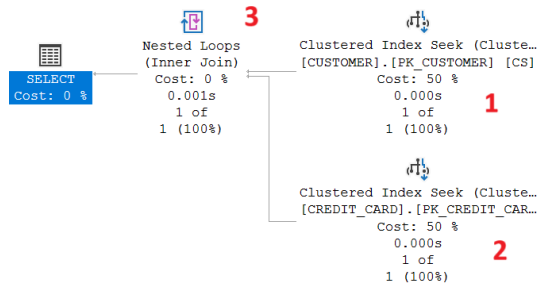 3
Nested Loops
(Inner Join)
Cost: 0 %
0.001s
1 of
1 (100%)
SELECT
Cost: 0 %
Clustered Index Seek (Cluste…
[CUSTOMER].[PK_CUSTOMER] [CS]
Cost: 50 %
0.000s
1 of
1 (100%)
1
Clustered Index Seek (Cluste…
[CREDIT_CARD].[PK_CREDIT_CAR…
Cost: 50 %
0.000s
1 of
1 (100%)
2